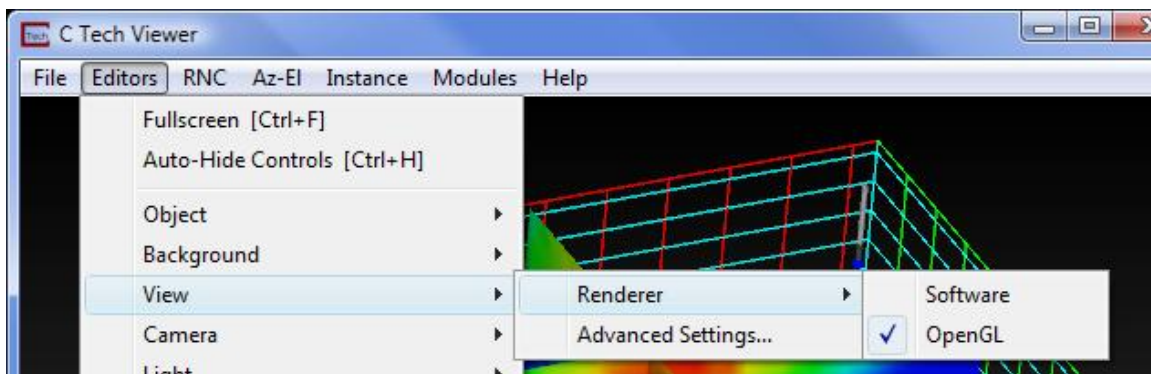 C Tech Viewer
File Editors RNC Az-El Instance Modules Help
Fullscreen [Ctrl+F]
Auto-Hide Controls [Ctrl+H]
Object
Background
View
Renderer
Software
Camera
Advanced Settings...
OpenGL
Light